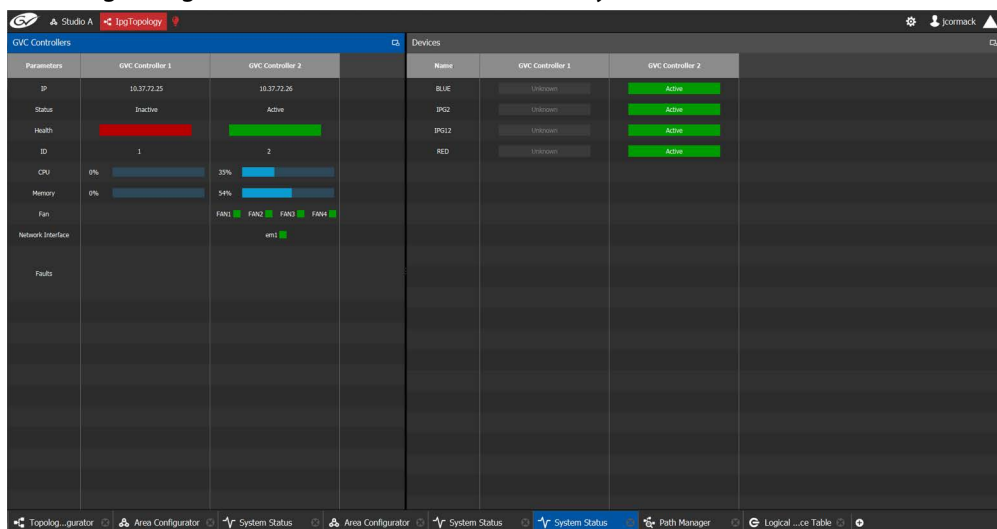 GV Studio A IpgTopology jcormack
GVC Controllers
Devices
Parameters GVC Controller 1 GVC Controller 2
Name GVC Controller 1 GVC Controller 2
IP 10.37.72.25 10.37.72.26
BLUE Unknown Active
Status Inactive Active
IPG2 Unknown Active
Health
IPG12 Unknown Active
ID 1 2
RED Unknown Active
CPU 0% 35%
Memory 0% 54%
Fan FAN1 FAN2 FAN3 FAN4
Network Interface em1
Faults
Topolog...gurator Area Configurator System Status Area Configurator System Status System Status Path Manager Logical ...ce Table